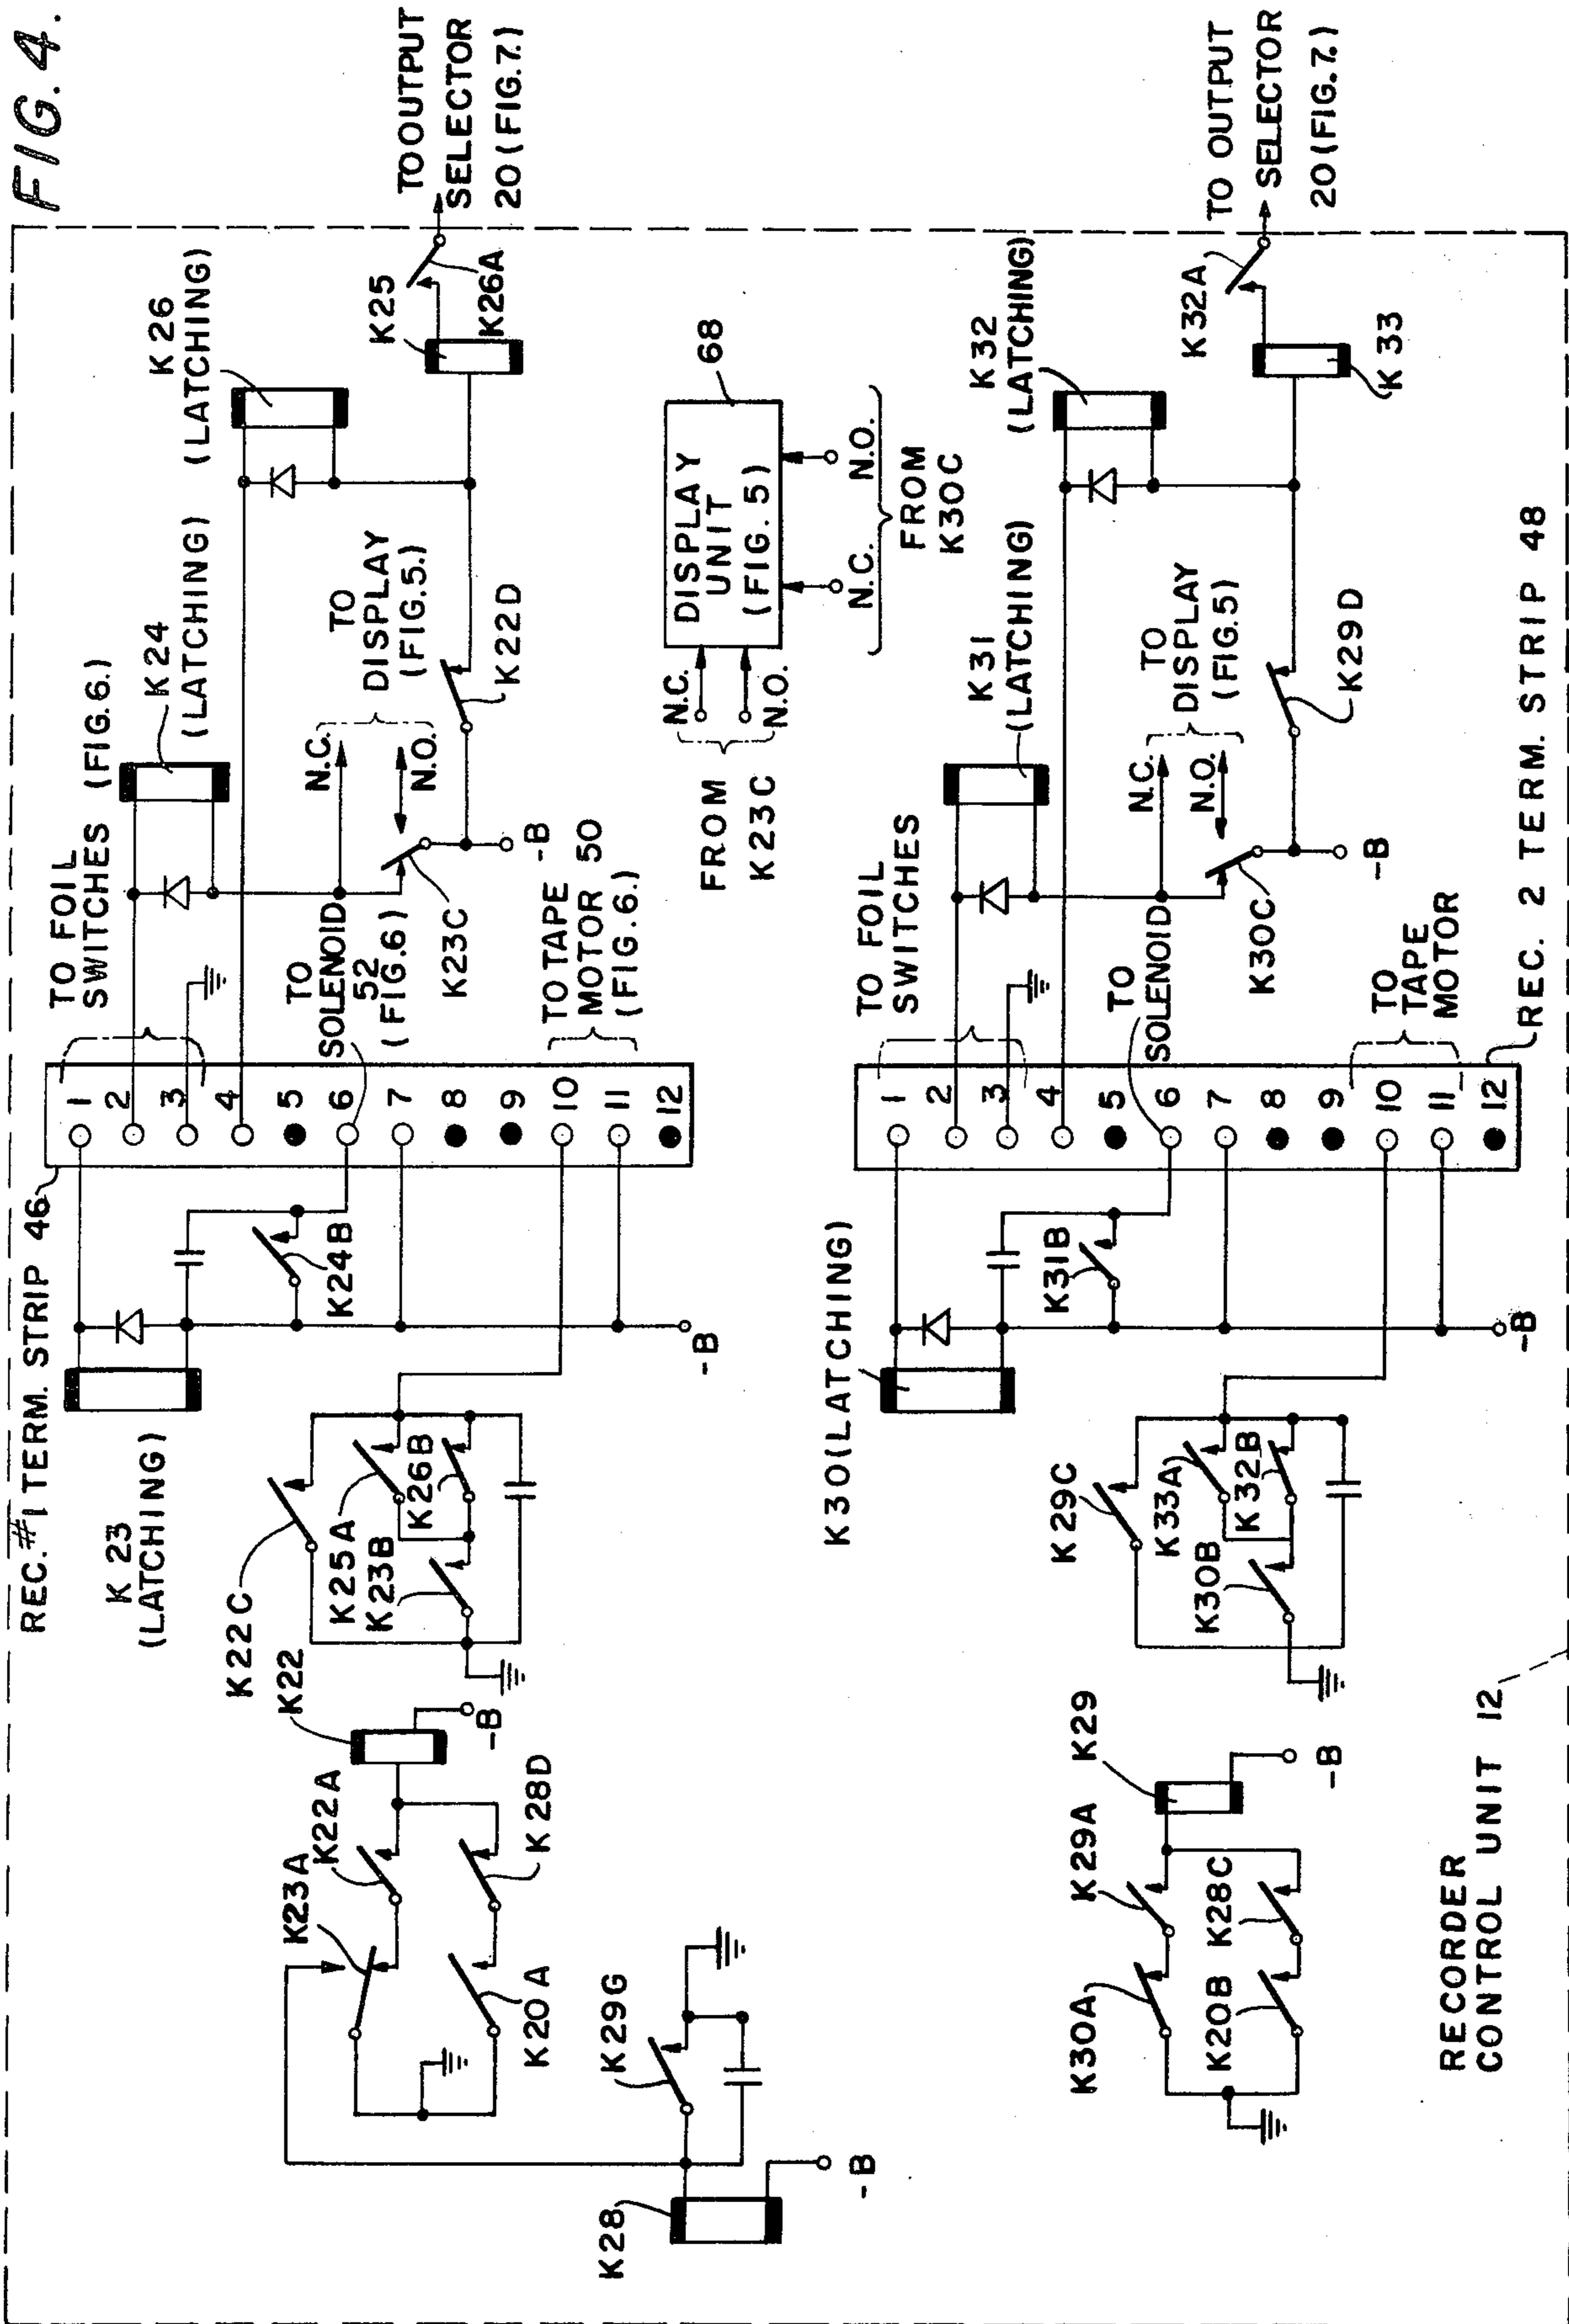 FIG. 4.
REC. #1 TERM. STRIP 46
K 23
(LATCHING)
K22C
K22
K25A
K23B
K26B
K24B
-B
-B
K23A
K22A
K28D
K20A
K29G
K28
-B
1
2
3
4
5
6
7
8
9
10
11
12
TO FOIL
SWITCHES (FIG.6.)
K24
(LATCHING)
K26
(LATCHING)
TO
SOLENOID
52
(FIG.6)
K23C
N.C.
N.O.
TO
DISPLAY
(FIG.5.)
-B
K22D
K25
K26A
TO OUTPUT
SELECTOR
20 (FIG.7.)
TO TAPE
MOTOR 50
(FIG.6.)
FROM
K23C
N.C.
N.O.
DISPLAY
UNIT
(FIG. 5)
68
N.C.
N.O.
FROM
K30C
K30(LATCHING)
K29C
K33A
K32B
K30B
K31B
-B
K30A
K29A
K29
-B
K20B
K28C
1
2
3
4
5
6
7
8
9
10
11
12
TO FOIL
SWITCHES
K31
(LATCHING)
K32
(LATCHING)
TO
SOLENOID
K30C
N.C.
N.O.
TO
DISPLAY
(FIG.5)
-B
K29D
K32A
K33
TO OUTPUT
SELECTOR
20 (FIG.7.)
TO
TAPE
MOTOR
REC. 2 TERM. STRIP 48
RECORDER
CONTROL UNIT 12